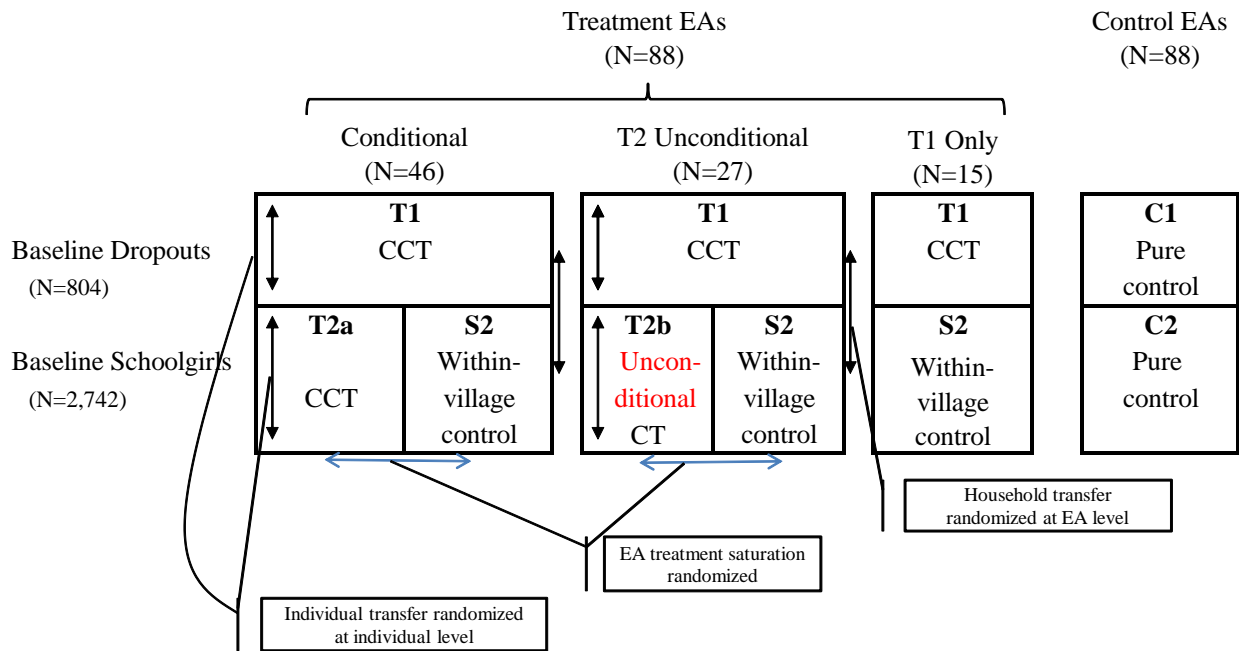 Treatment EAs
(N=88)
Control EAs
(N=88)
Conditional
(N=46)
T2 Unconditional
(N=27)
T1 Only
(N=15)
Baseline Dropouts
(N=804)
T1
CCT
T1
CCT
T1
CCT
C1
Pure
control
Baseline Schoolgirls
(N=2,742)
T2a
CCT
S2
Within-
village
control
T2b
Uncon-
ditional
CT
S2
Within-
village
control
S2
Within-
village
control
C2
Pure
control
Household transfer
randomized at EA level
EA treatment saturation
randomized
Individual transfer randomized
at individual level